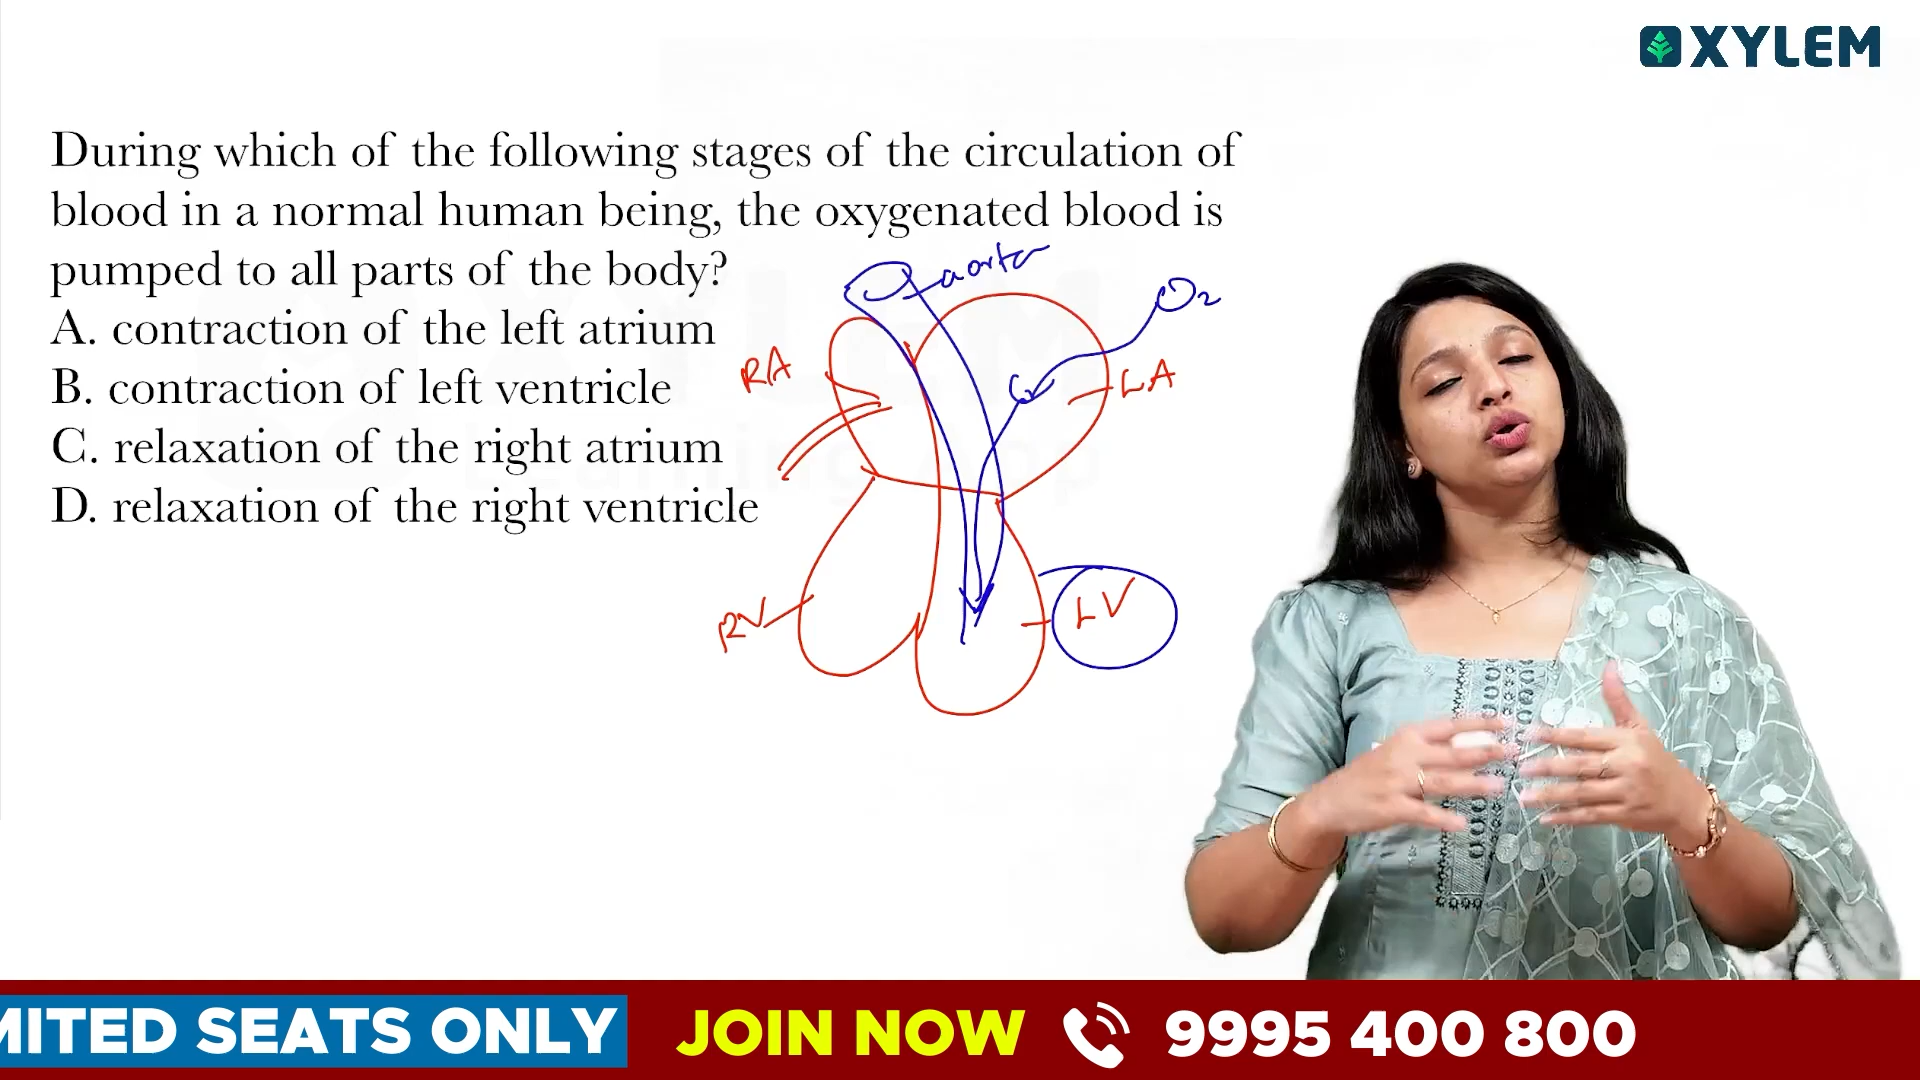 XYLEM
During which of the following stages of the circulation of
blood in a normal human being, the oxygenated blood is
pumped to all parts of the body?
A. contraction of the left atrium
B. contraction of left ventricle
C. relaxation of the right atrium
D. relaxation of the right ventricle
aorta
O2
RA
LA
RV
LV
XYLEM
Learning App
MITED SEATS ONLY JOIN NOW 9995 400 800